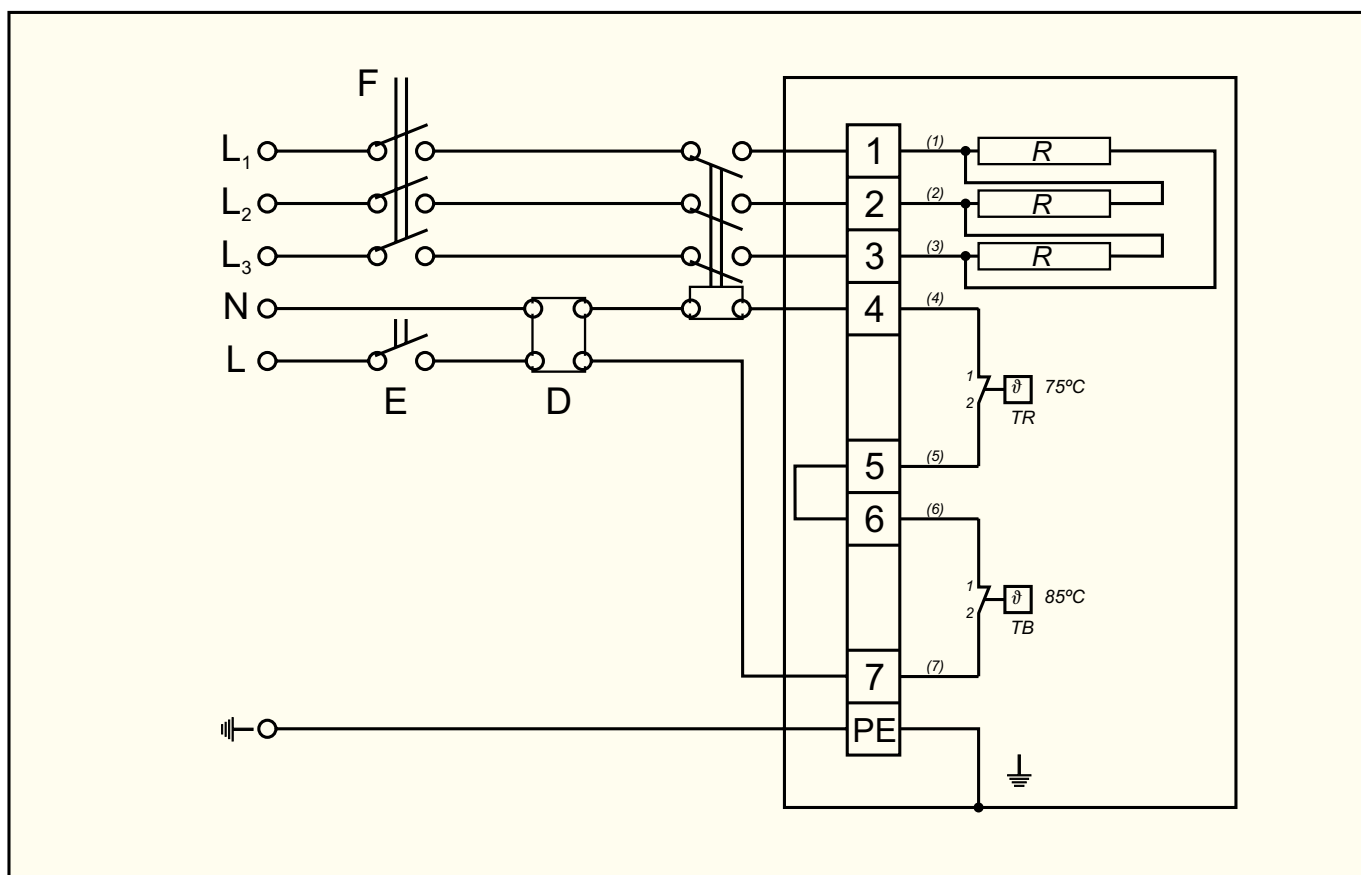 F
L₁
1
(1)
R
L₂
2
(2)
R
L₃
3
(3)
R
N
4
(4)
L
E
D
1
2
ϑ
75ºC
TR
5
(5)
6
(6)
1
2
ϑ
85ºC
TB
7
(7)
PE